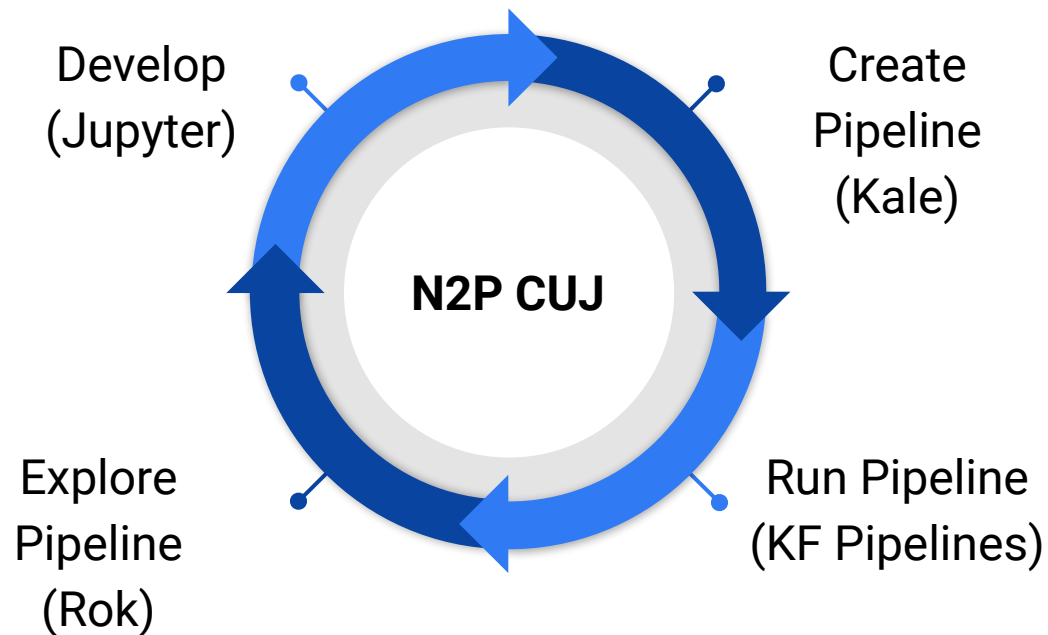 Develop
(Jupyter)
Create
Pipeline
(Kale)
N2P CUJ
Explore
Pipeline
(Rok)
Run Pipeline
(KF Pipelines)